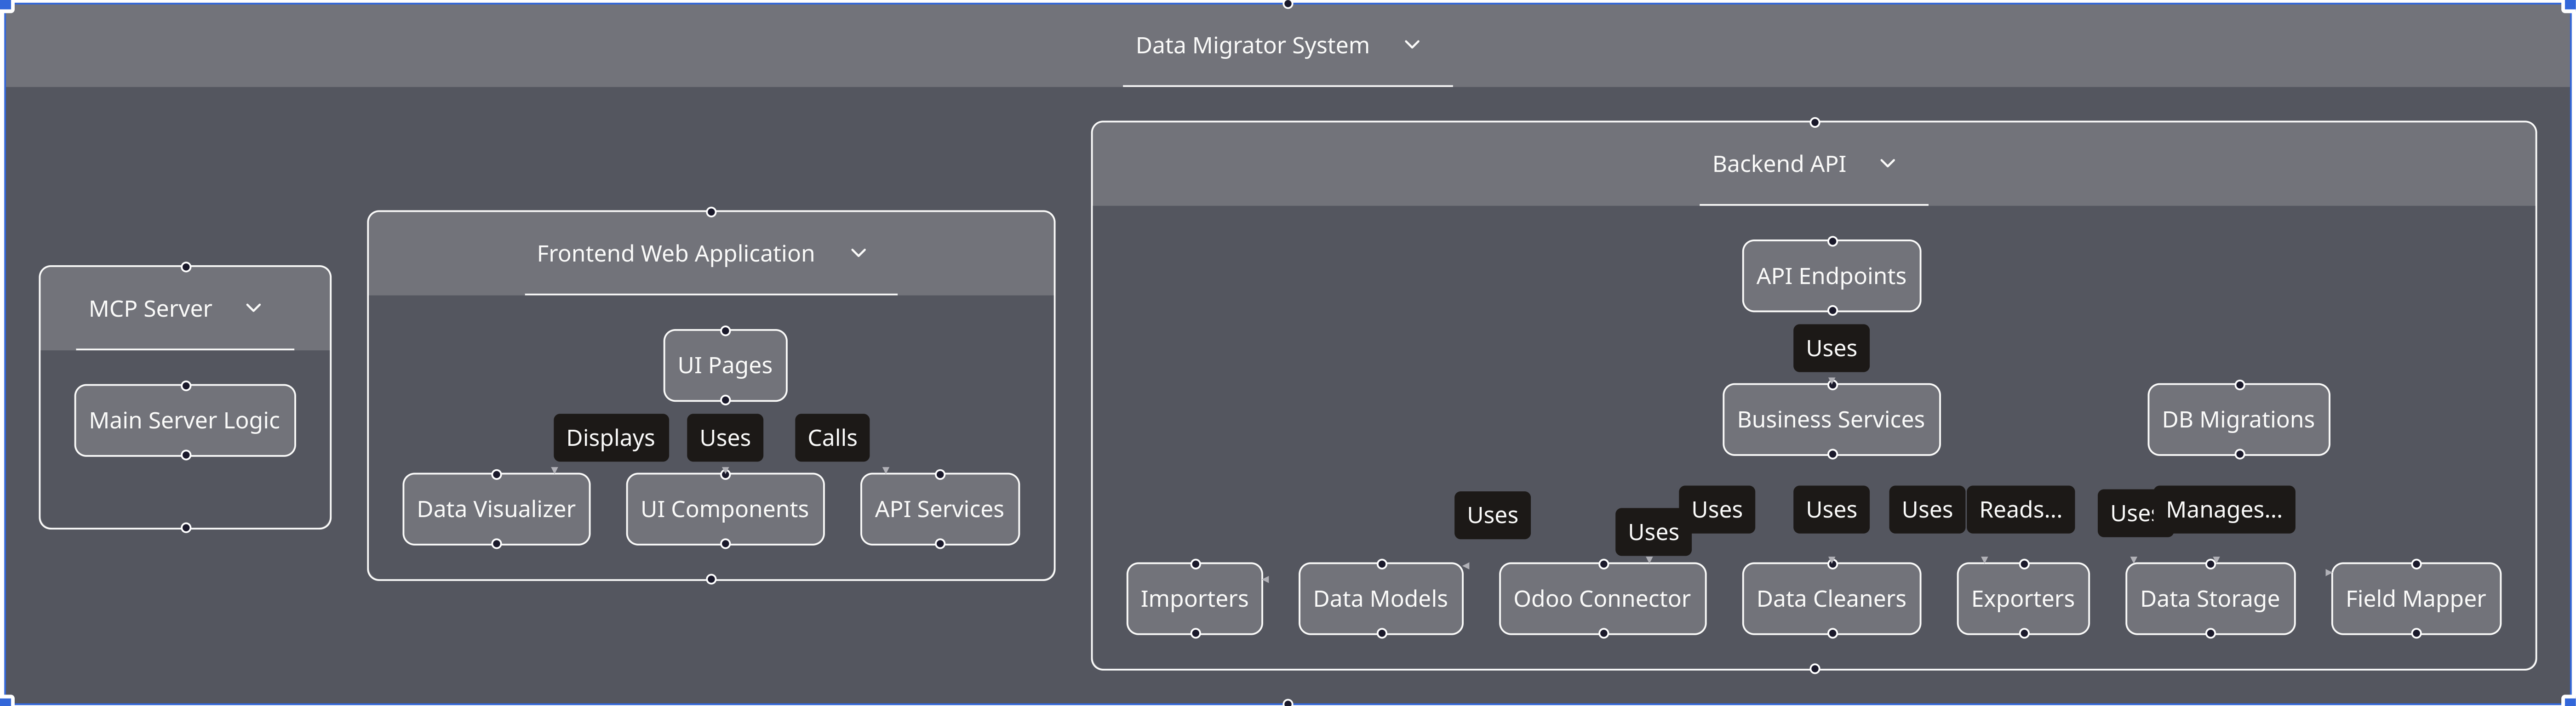 Data Migrator System
Backend API
Frontend Web Application
MCP Server
API Endpoints
Uses
UI Pages
Main Server Logic
Business Services
DB Migrations
Displays
Uses
Calls
Data Visualizer
UI Components
API Services
Uses
Uses
Uses
Uses
Uses
Reads...
Uses
Manages...
Importers
Data Models
Odoo Connector
Data Cleaners
Exporters
Data Storage
Field Mapper